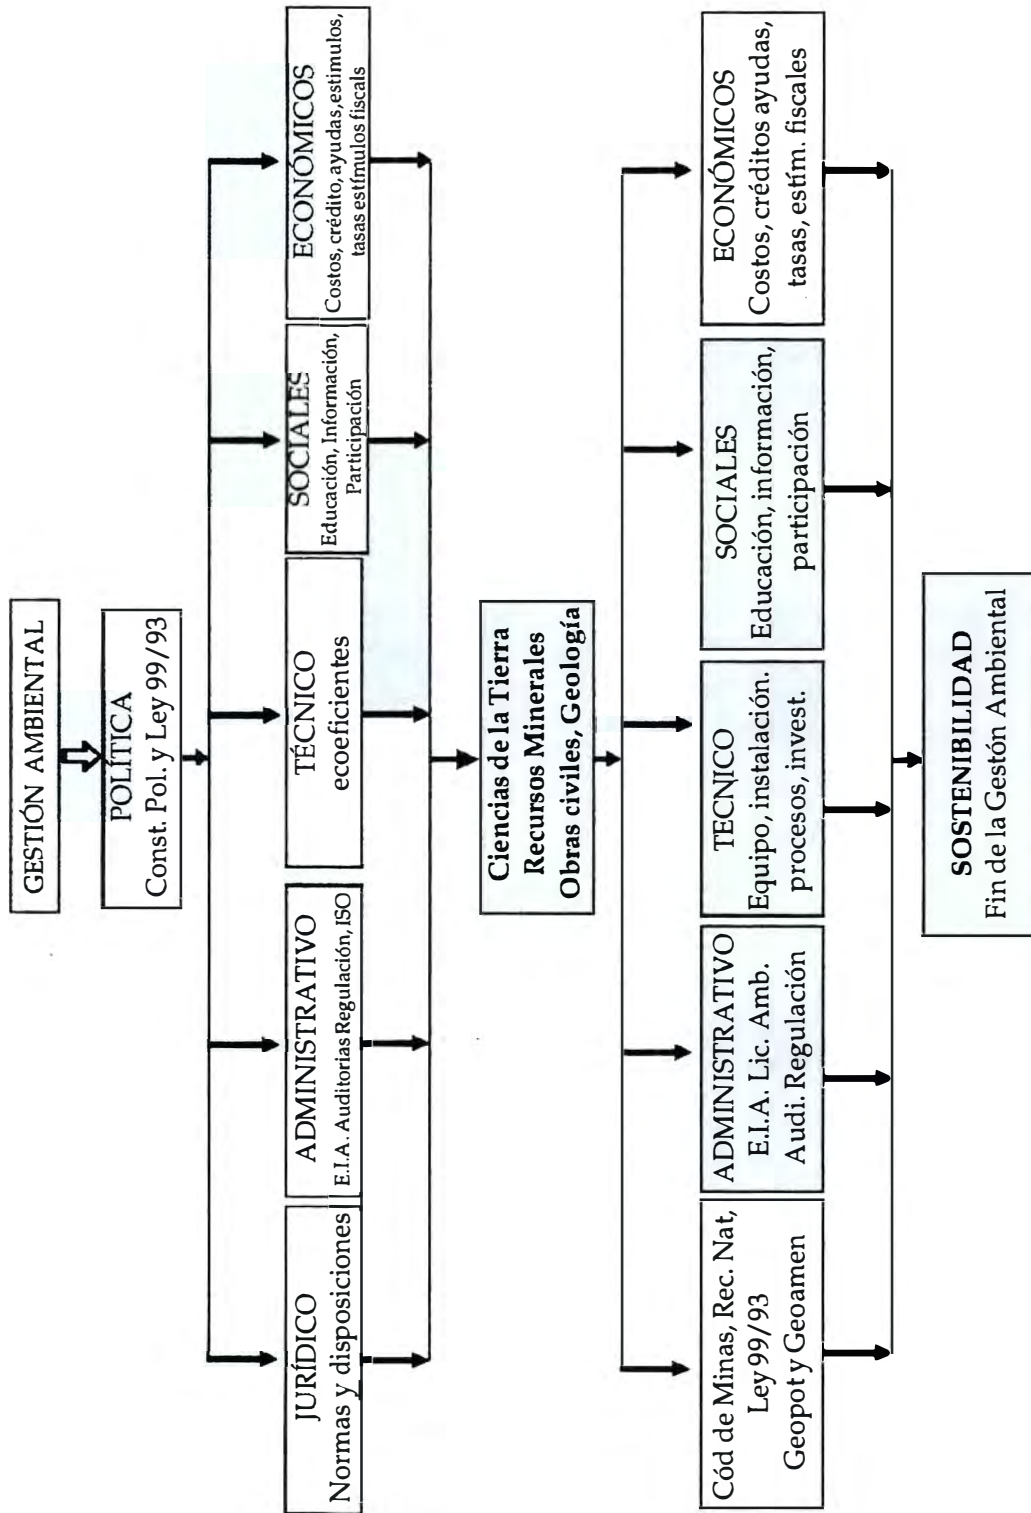 GESTIÓN AMBIENTAL
POLÍTICA
Const. Pol. y Ley 99/93
JURÍDICO
Normas y disposiciones
ADMINISTRATIVO
E.I.A. Auditorias Regulación, ISO
TÉCNICO
ecoeficientes
SOCIALES
Educación, Información,
Participación
ECONÓMICOS
Costos, crédito, ayudas, estimulos,
tasas estímulos fiscals
Ciencias de la Tierra
Recursos Minerales
Obras civiles, Geología
Cód de Minas, Rec. Nat,
Ley 99/93
Geopot y Geoamen
ADMINISTRATIVO
E.I.A. Lic. Amb.
Audi. Regulación
TECNICO
Equipo, instalación.
procesos, invest.
SOCIALES
Educación, información,
participación
ECONÓMICOS
Costos, créditos ayudas,
tasas, estím. fiscales
SOSTENIBILIDAD
Fin de la Gestón Ambiental